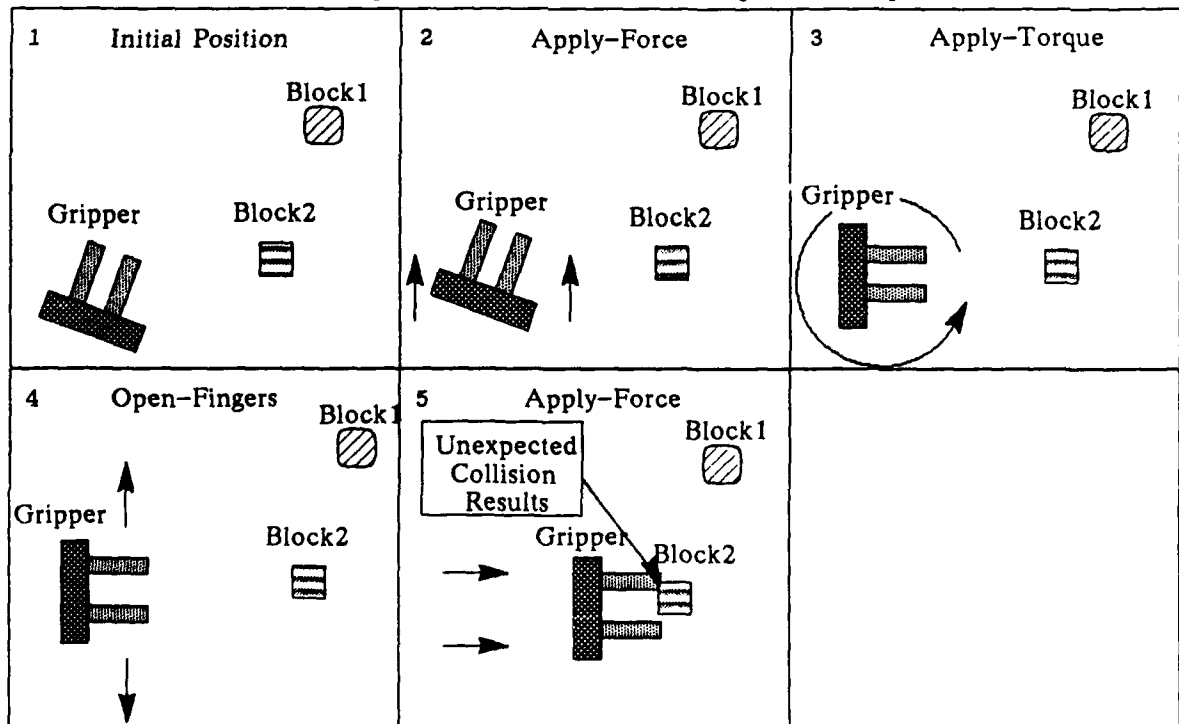 1 Initial Position
Block1
Gripper
Block2
2 Apply-Force
Block1
Gripper
Block2
3 Apply-Torque
Block1
Gripper
Block2
4 Open-Fingers
Block1
Gripper
Block2
5 Apply-Force
Block1
Unexpected
Collision
Results
Gripper
Block2